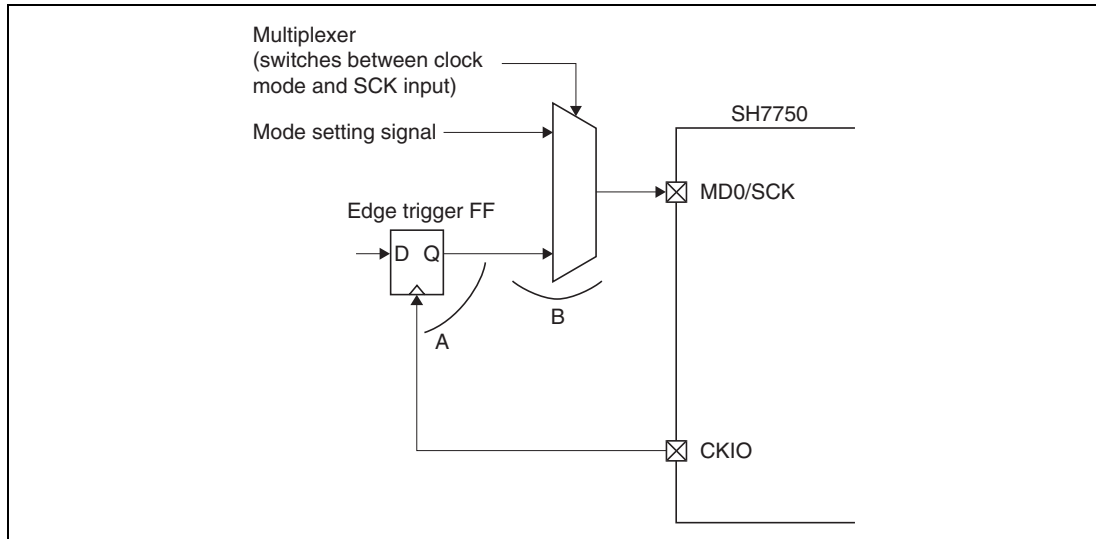 Multiplexer
(switches between clock
mode and SCK input)
SH7750
Mode setting signal
MD0/SCK
Edge trigger FF
D Q
B
A
CKIO